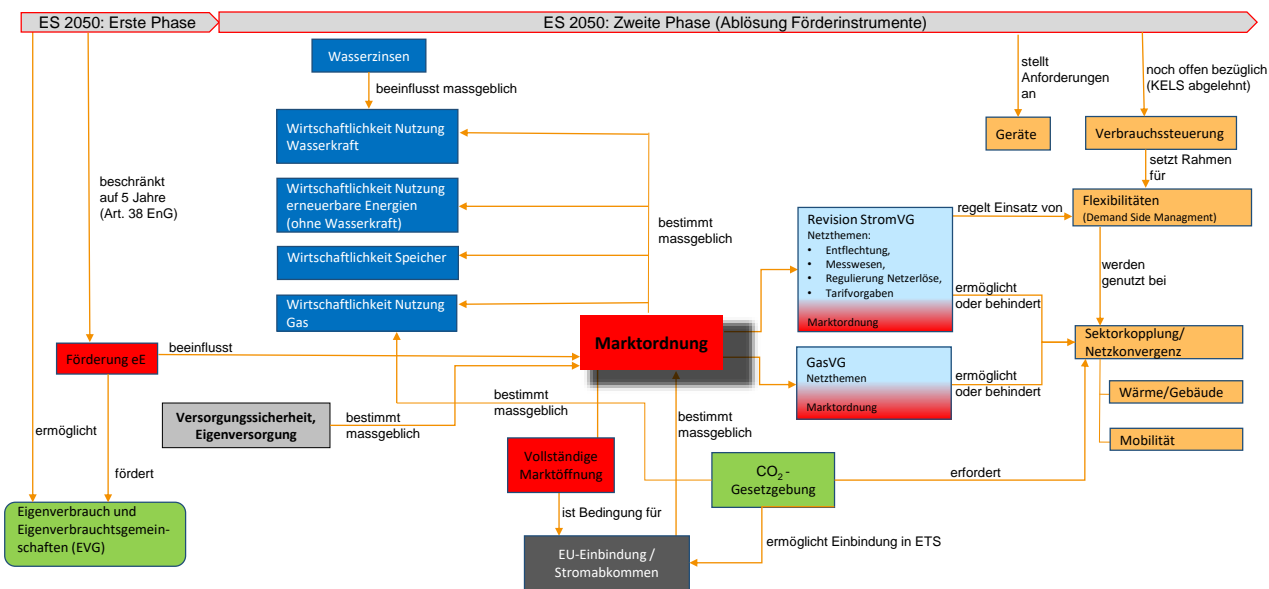 ES 2050: Erste Phase
ES 2050: Zweite Phase (Ablösung Förderinstrumente)
Wasserzinsen
beeinflusst massgeblich
Wirtschaftlichkeit Nutzung
Wasserkraft
Wirtschaftlichkeit Nutzung
erneuerbare Energien
(ohne Wasserkraft)
Wirtschaftlichkeit Speicher
Wirtschaftlichkeit Nutzung
Gas
beschränkt
auf 5 Jahre
(Art. 38 EnG)
bestimmt
massgeblich
stellt
Anforderungen
an
noch offen bezüglich
(KELS abgelehnt)
Geräte
Verbrauchssteuerung
setzt Rahmen
für
Flexibilitäten
(Demand Side Managment)
regelt Einsatz von
Revision StromVG
Netzthemen:
• Entflechtung,
• Messwesen,
• Regulierung Netzerlöse,
• Tarifvorgaben
Marktordnung
werden
genutzt bei
ermöglicht
oder behindert
Sektorkopplung/
Netzkonvergenz
Wärme/Gebäude
Mobilität
GasVG
Netzthemen
Marktordnung
ermöglicht
oder behindert
Marktordnung
Förderung eE
beeinflusst
Versorgungssicherheit,
Eigenversorgung
bestimmt
massgeblich
bestimmt
massgeblich
bestimmt
massgeblich
Vollständige
Marktöffnung
ist Bedingung für
EU-Einbindung /
Stromabkommen
CO₂ -
Gesetzgebung
erfordert
ermöglicht Einbindung in ETS
ermöglicht
fördert
Eigenverbrauch und
Eigenverbrauchtsgemein-
schaften (EVG)